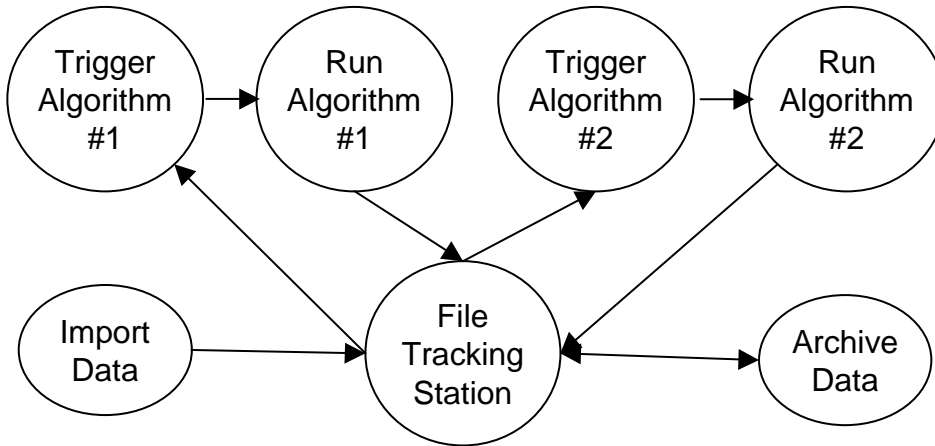 Trigger
Algorithm
#1
Run
Algorithm
#1
Trigger
Algorithm
#2
Run
Algorithm
#2
Import
Data
File
Tracking
Station
Archive
Data